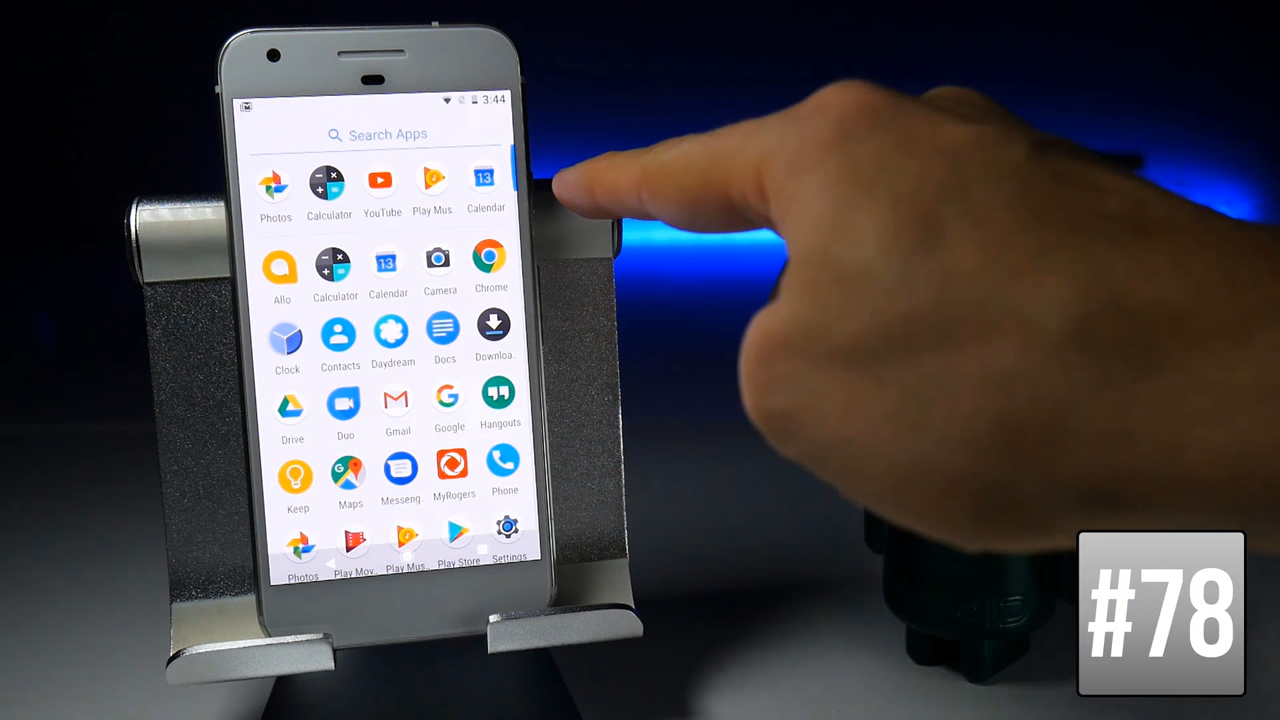 3:44
Search Apps
Photos Calculator YouTube Play Mus.. Calendar
13
Allo Calculator Calendar Camera Chrome
13
Clock Contacts Daydream Docs Downloa..
Drive Duo Gmail Google Hangouts
Keep Maps Messeng.. MyRogers Phone
Photos Play Mov.. Play Mus.. Play Store Settings
#78